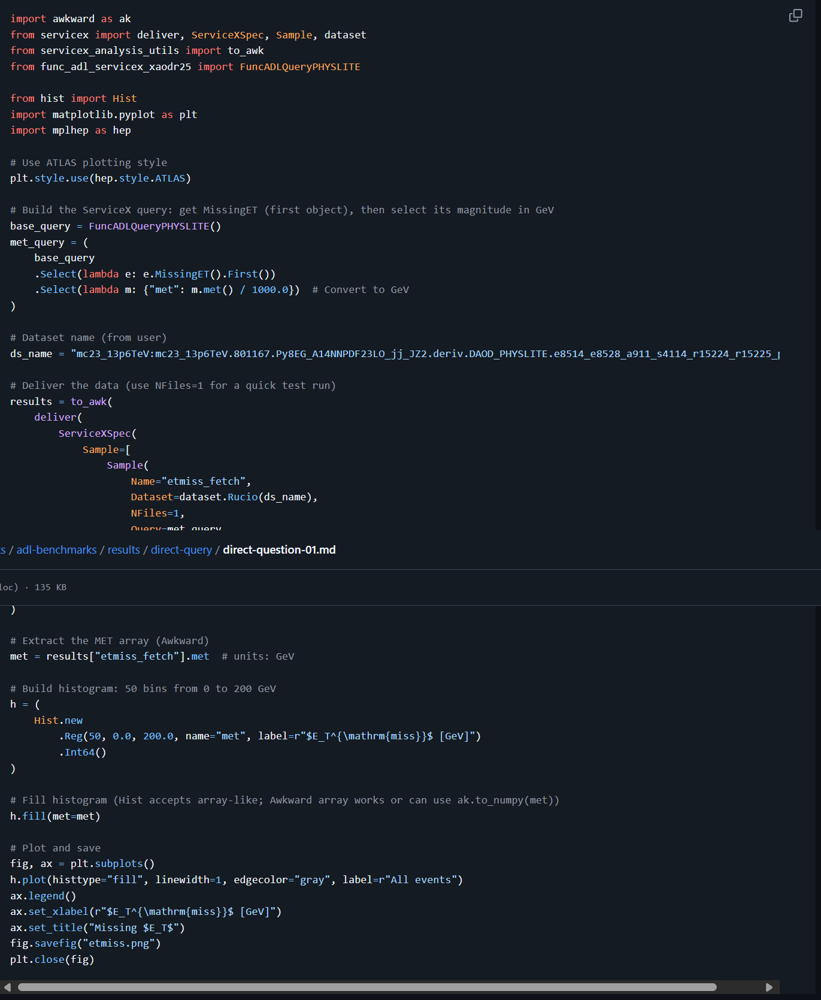 import awkward as ak
from servicex import deliver, ServiceXSpec, Sample, dataset
from servicex_analysis_utils import to_awk
from func_adl_servicex_xaodr25 import FuncADLQueryPHYSLITE

from hist import Hist
import matplotlib.pyplot as plt
import mplhep as hep

# Use ATLAS plotting style
plt.style.use(hep.style.ATLAS)

# Build the ServiceX query: get MissingET (first object), then select its magnitude in GeV
base_query = FuncADLQueryPHYSLITE()
met_query = (
    base_query
    .Select(lambda e: e.MissingET().First())
    .Select(lambda m: {"met": m.met() / 1000.0})  # Convert to GeV
)

# Dataset name (from user)
ds_name = "mc23_13p6TeV:mc23_13p6TeV.801167.Py8EG_A14NNPDF23LO_jj_JZ2.deriv.DAOD_PHYSLITE.e8514_e8528_a911_s4114_r15224_r15225_

# Deliver the data (use NFiles=1 for a quick test run)
results = to_awk(
    deliver(
        ServiceXSpec(
            Sample=[
                Sample(
                    Name="etmiss_fetch",
                    Dataset=dataset.Rucio(ds_name),
                    NFiles=1,
                    Query=met_query
s / adl-benchmarks / results / direct-query / direct-question-01.md
loc) · 135 KB
)

# Extract the MET array (Awkward)
met = results["etmiss_fetch"].met  # units: GeV

# Build histogram: 50 bins from 0 to 200 GeV
h = (
    Hist.new
        .Reg(50, 0.0, 200.0, name="met", label=r"$E_T^{\mathrm{miss}}$ [GeV]")
        .Int64()
)

# Fill histogram (Hist accepts array-like; Awkward array works or can use ak.to_numpy(met))
h.fill(met=met)

# Plot and save
fig, ax = plt.subplots()
h.plot(histtype="fill", linewidth=1, edgecolor="gray", label=r"All events")
ax.legend()
ax.set_xlabel(r"$E_T^{\mathrm{miss}}$ [GeV]")
ax.set_title("Missing $E_T$")
fig.savefig("etmiss.png")
plt.close(fig)